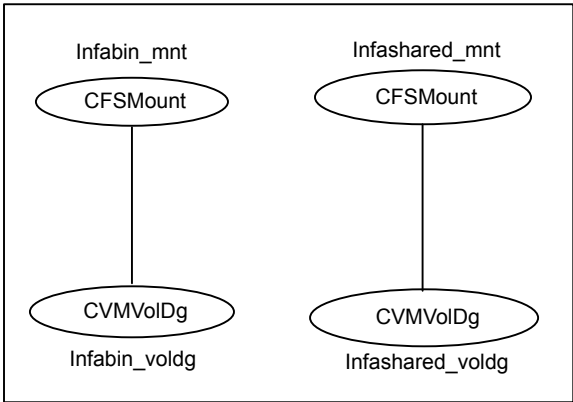 Infabin_mnt
Infashared_mnt
CFSMount
CFSMount
CVMVolDg
CVMVolDg
Infabin_voldg
Infashared_voldg